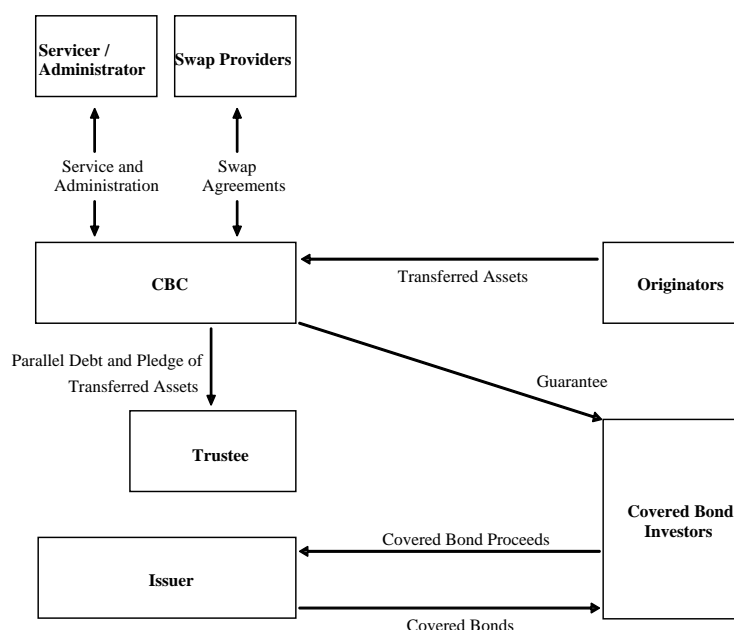 Servicer /
Administrator
Swap Providers
Service and
Administration
Swap
Agreements
CBC
Transferred Assets
Originators
Parallel Debt and Pledge of
Transferred Assets
Guarantee
Trustee
Covered Bond
Investors
Covered Bond Proceeds
Issuer
Covered Bonds